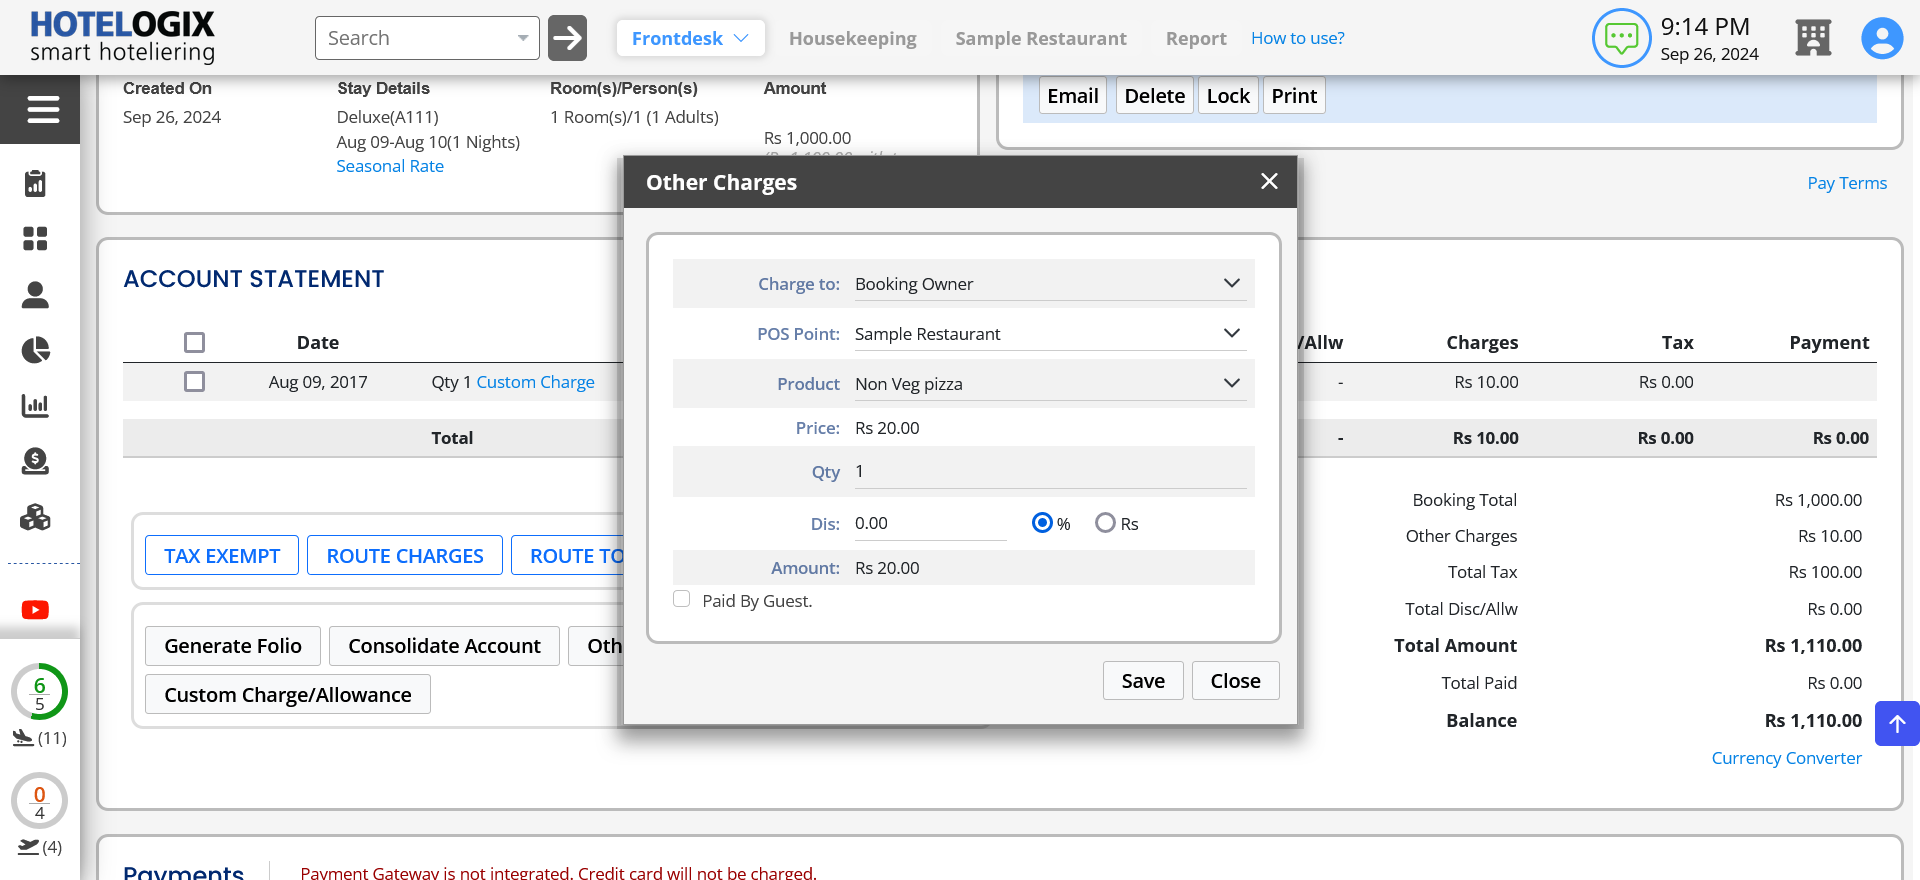 HOTELOGIX
smart hoteliering
Search
Frontdesk
Housekeeping
Sample Restaurant
Report
How to use?
9:14 PM
Sep 26, 2024
Created On
Stay Details
Room(s)/Person(s)
Amount
Sep 26, 2024
Deluxe(A111)
1 Room(s)/1 (1 Adults)
Aug 09-Aug 10(1 Nights)
Rs 1,000.00
Seasonal Rate
Email
Delete
Lock
Print
Pay Terms
Other Charges
Charge to: Booking Owner
POS Point: Sample Restaurant
Product Non Veg pizza
Price: Rs 20.00
Qty 1
Dis: 0.00 % Rs
Amount: Rs 20.00
Paid By Guest.
Save
Close
ACCOUNT STATEMENT
Date /Allw Charges Tax Payment
Aug 09, 2017 Qty 1 Custom Charge - Rs 10.00 Rs 0.00
Total - Rs 10.00 Rs 0.00 Rs 0.00
TAX EXEMPT
ROUTE CHARGES
ROUTE TO
Generate Folio
Consolidate Account
Oth
Custom Charge/Allowance
Booking Total Rs 1,000.00
Other Charges Rs 10.00
Total Tax Rs 100.00
Total Disc/Allw Rs 0.00
Total Amount Rs 1,110.00
Total Paid Rs 0.00
Balance Rs 1,110.00
Currency Converter
6
5
(11)
0
4
(4)
Payments
Payment Gateway is not integrated. Credit card will not be charged.